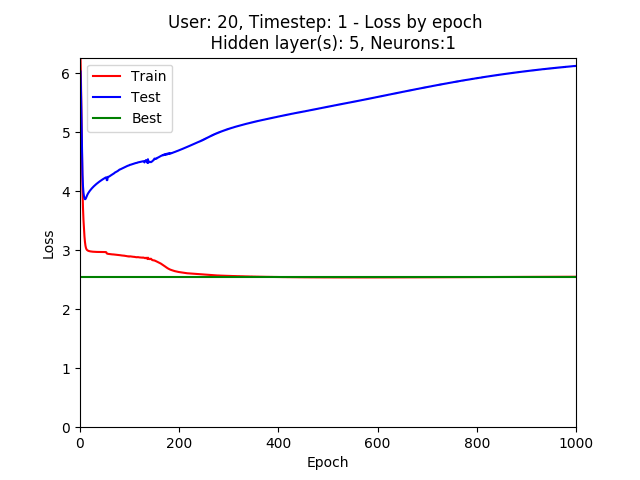 User: 20, Timestep: 1 - Loss by epoch
Hidden layer(s): 5, Neurons:1
Train
Test
Best
6
5
4
3
2
1
0
Loss
0
200
400
600
800
1000
Epoch